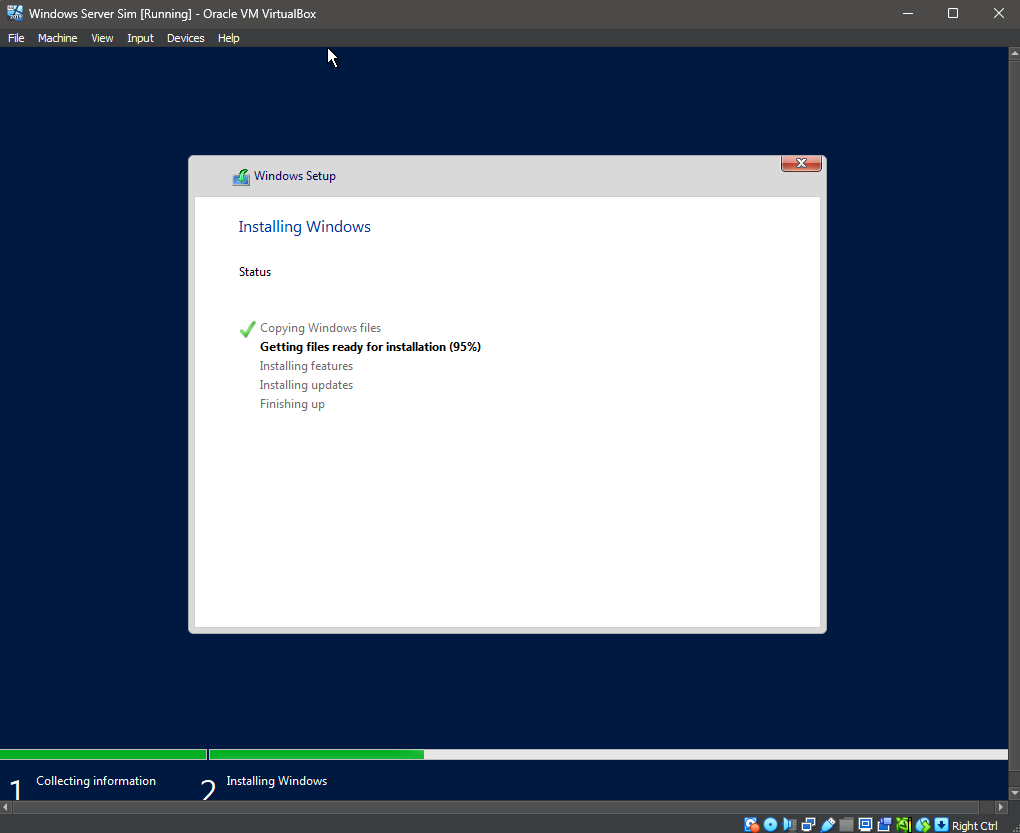 Windows Server Sim [Running] - Oracle VM VirtualBox
File Machine View Input Devices Help
Windows Setup
Installing Windows
Status
Copying Windows files
Getting files ready for installation (95%)
Installing features
Installing updates
Finishing up
1 Collecting information 2 Installing Windows
Right Ctrl